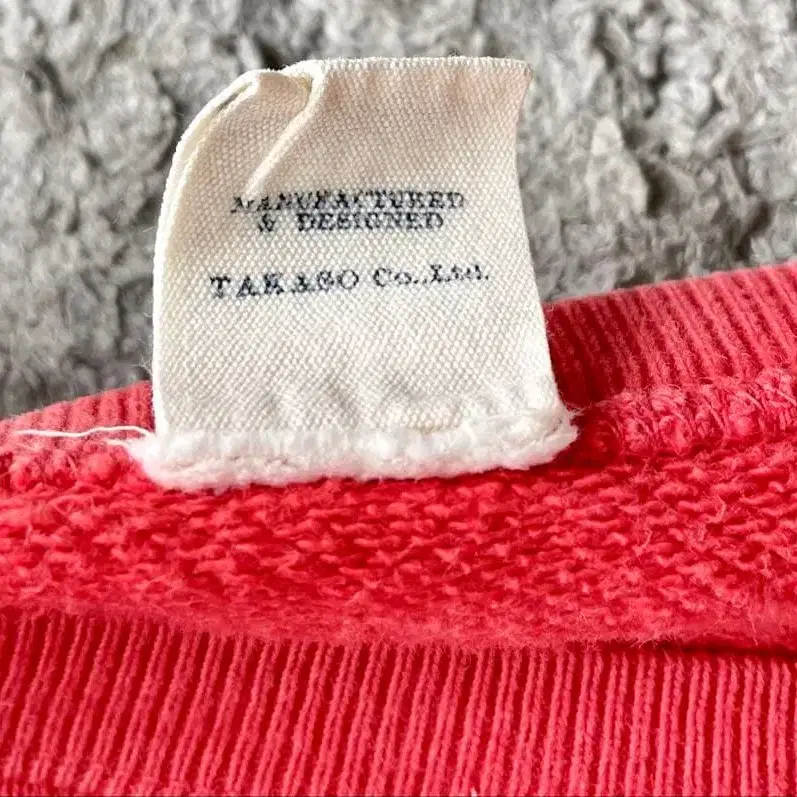 MANUFACTURED
& DESIGNED
TAKASO Co.,Ltd.